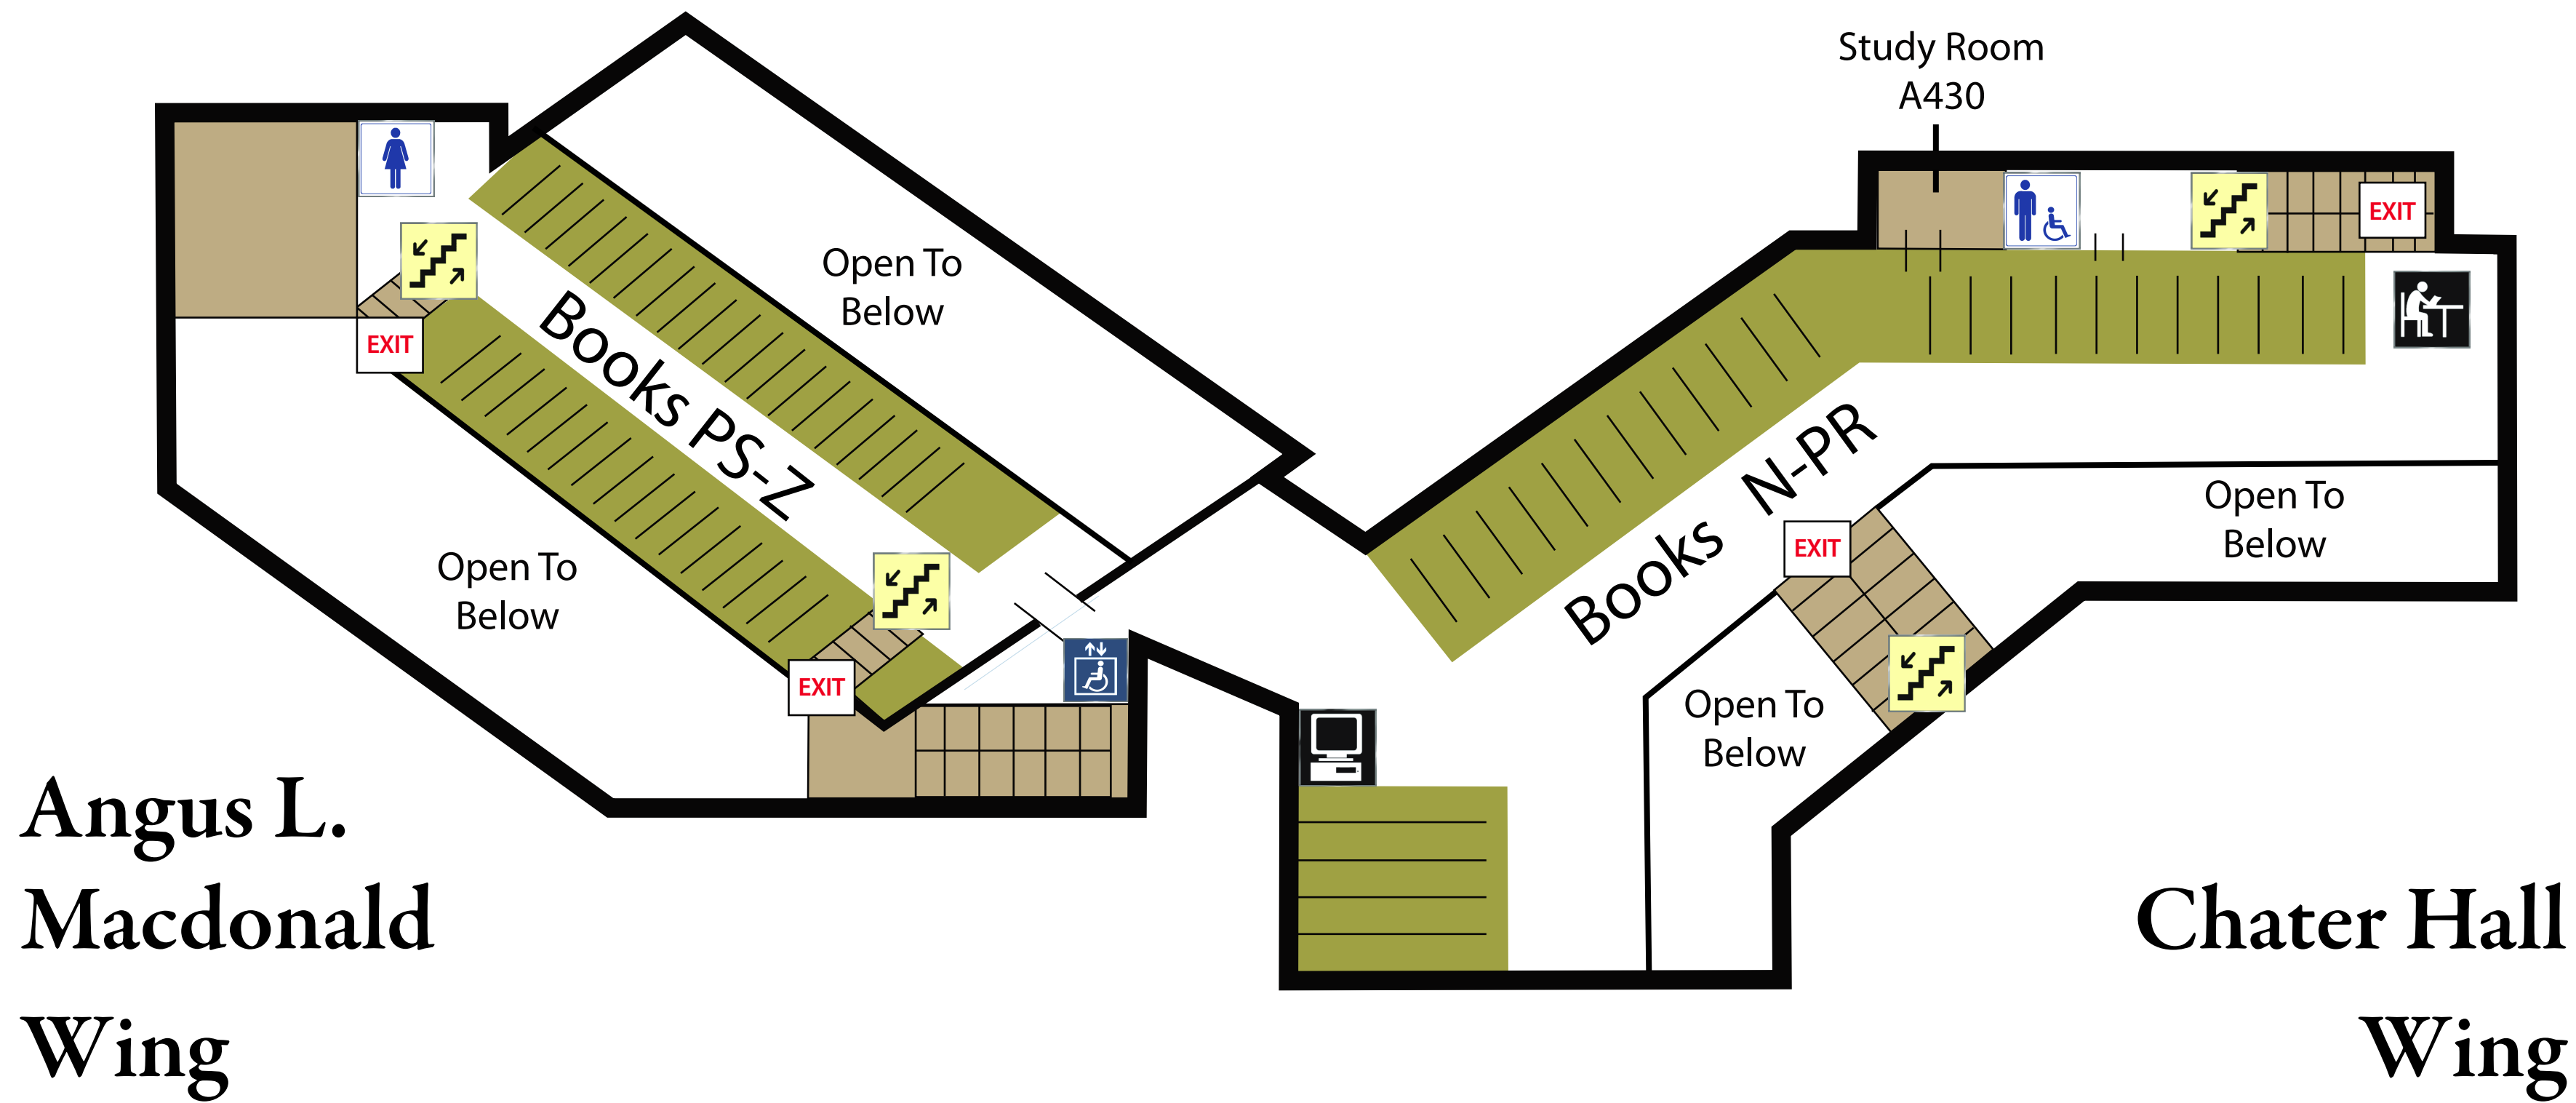 Study Room
A430
Open To
Below
Books PS-Z
EXIT
EXIT
Open To
Below
EXIT
Books N-PR
EXIT
Open To
Below
Open To
Below
Angus L.
Macdonald
Wing
Chater Hall
Wing